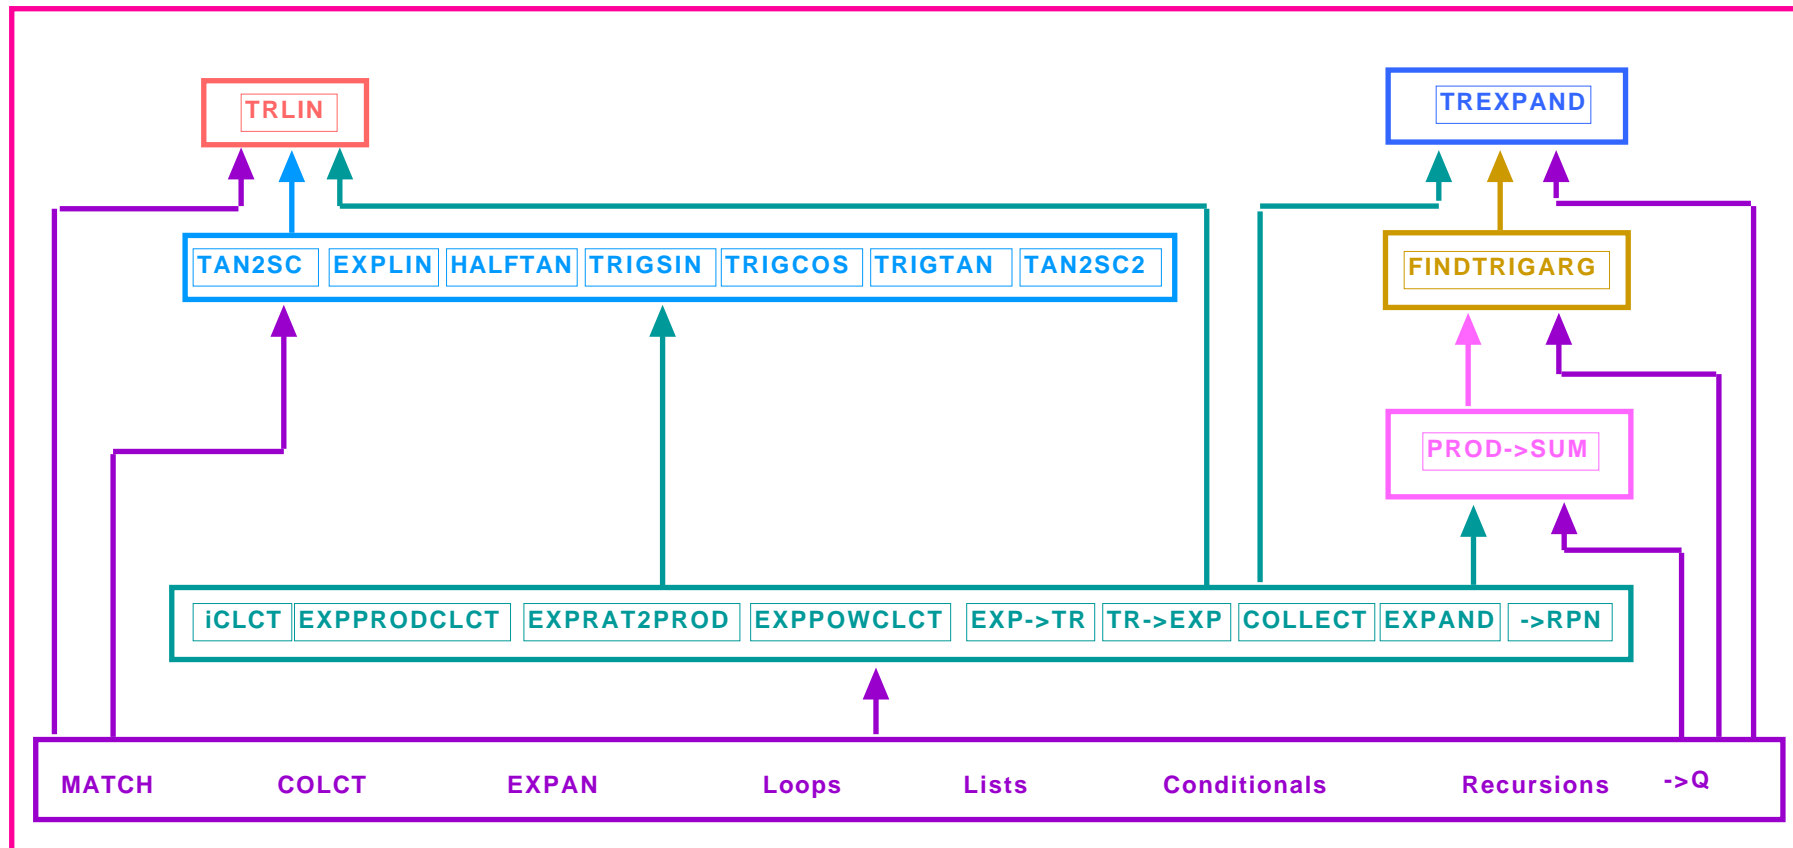 TRLIN TREXPAND
TAN2SC EXPLIN HALFTAN TRIGSIN TRIGCOS TRIGTAN TAN2SC2 FINDTRIGARG
PROD->SUM
iCLCT EXPPRODCLCT EXPRAT2PROD EXPPOWCLCT EXP->TR TR->EXP COLLECT EXPAND ->RPN
MATCH COLCT EXPAN Loops Lists Conditionals Recursions ->Q